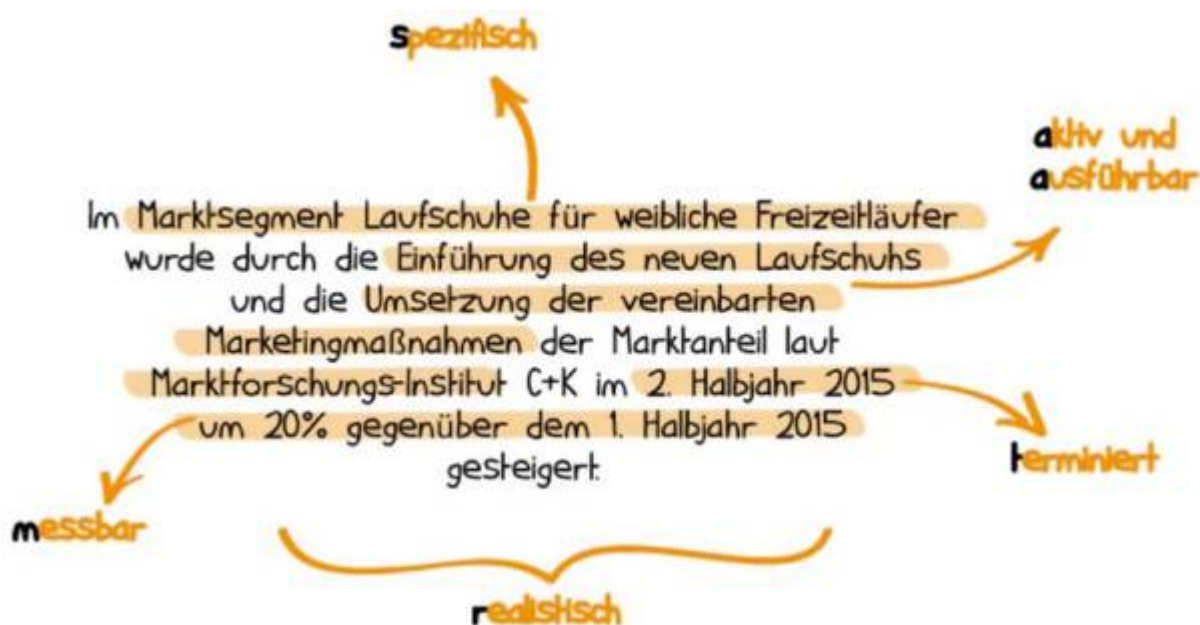 spezifisch
aktiv und
ausführbar
Im Marktsegment Laufschuhe für weibliche Freizeitläufer
wurde durch die Einführung des neuen Laufschuhs
und die Umsetzung der vereinbarten
Marketingmaßnahmen der Marktanteil laut
Marktforschungs-Institut C+K im 2. Halbjahr 2015
um 20% gegenüber dem 1. Halbjahr 2015
gesteigert.
terminiert
messbar
realistisch